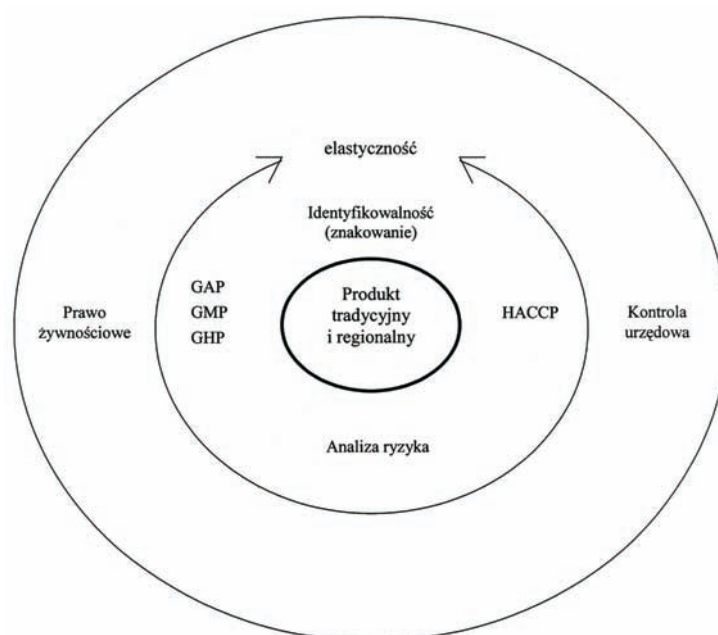 elastyczność
Identyfikowalność
(znakowanie)
GAP
GMP
GHP
Prawo
żywnościowe
Produkt
tradycyjny
i regionalny
HACCP
Kontrola
urzędowa
Analiza ryzyka